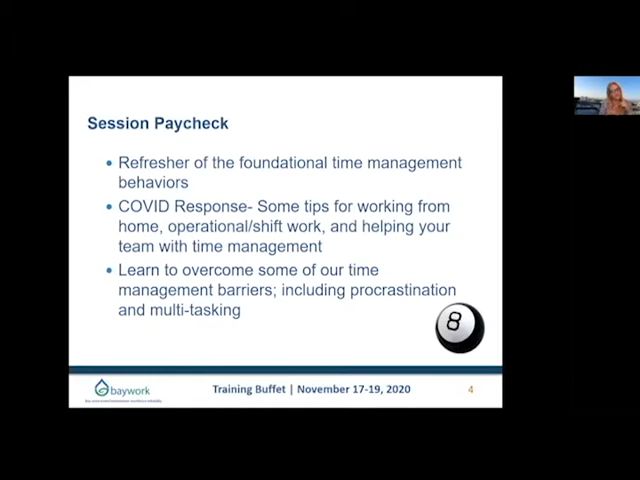 Session Paycheck
• Refresher of the foundational time management
behaviors
• COVID Response- Some tips for working from
home, operational/shift work, and helping your
team with time management
• Learn to overcome some of our time
management barriers; including procrastination
and multi-tasking
8
baywork
Training Buffet | November 17-19, 2020
4